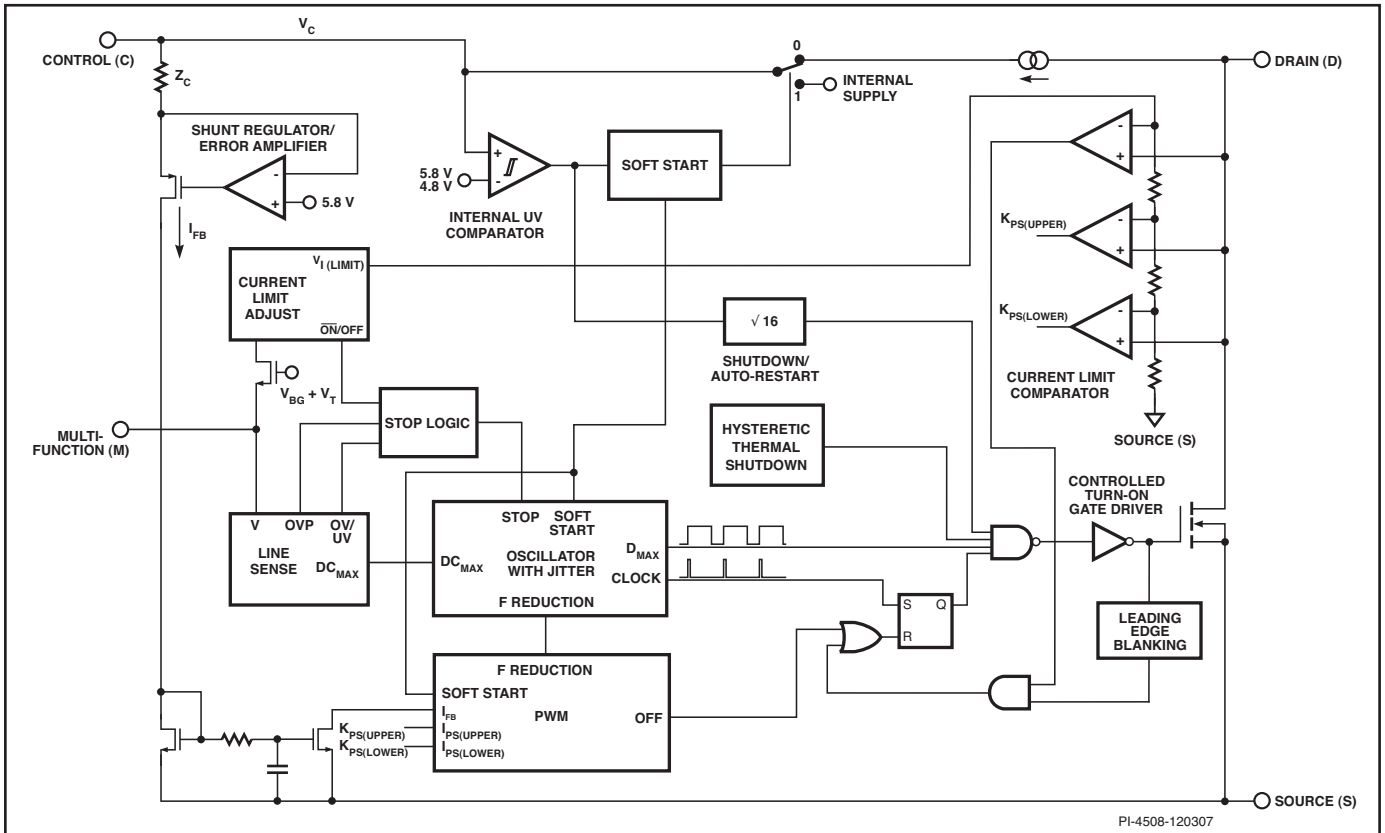 V_C
0
CONTROL (C)
DRAIN (D)
Z_C
1
INTERNAL
SUPPLY
SHUNT REGULATOR/
ERROR AMPLIFIER
-
+
5.8 V
I_FB
+
-
5.8 V
4.8 V
INTERNAL UV
COMPARATOR
SOFT START
-
+
K_PS(UPPER)
-
+
K_PS(LOWER)
-
+
CURRENT LIMIT
COMPARATOR
SOURCE (S)
V_I (LIMIT)
CURRENT
LIMIT
ADJUST
ON/OFF
V_BG + V_T
√ 16
SHUTDOWN/
AUTO-RESTART
STOP LOGIC
MULTI-
FUNCTION (M)
HYSTERETIC
THERMAL
SHUTDOWN
CONTROLLED
TURN-ON
GATE DRIVER
V
OVP
OV/
UV
LINE
SENSE
DC_MAX
STOP
SOFT
START
DC_MAX
OSCILLATOR
WITH JITTER
D_MAX
CLOCK
F REDUCTION
S
Q
R
LEADING
EDGE
BLANKING
F REDUCTION
SOFT START
I_FB
PWM
OFF
K_PS(UPPER)
I_PS(UPPER)
K_PS(LOWER)
I_PS(LOWER)
SOURCE (S)
PI-4508-120307